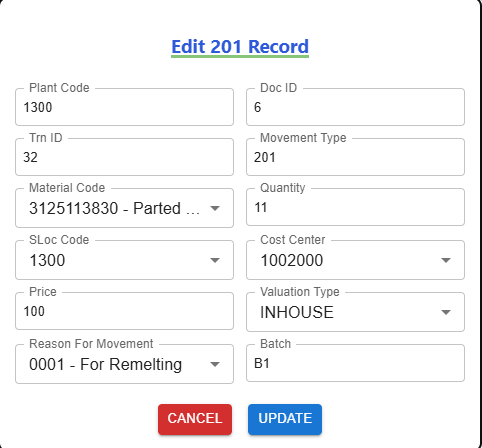 Edit 201 Record
Plant Code
1300
Doc ID
6
Trn ID
32
Movement Type
201
Material Code
3125113830 - Parted ...
Quantity
11
SLoc Code
1300
Cost Center
1002000
Price
100
Valuation Type
INHOUSE
Reason For Movement
0001 - For Remelting
Batch
B1
CANCEL
UPDATE